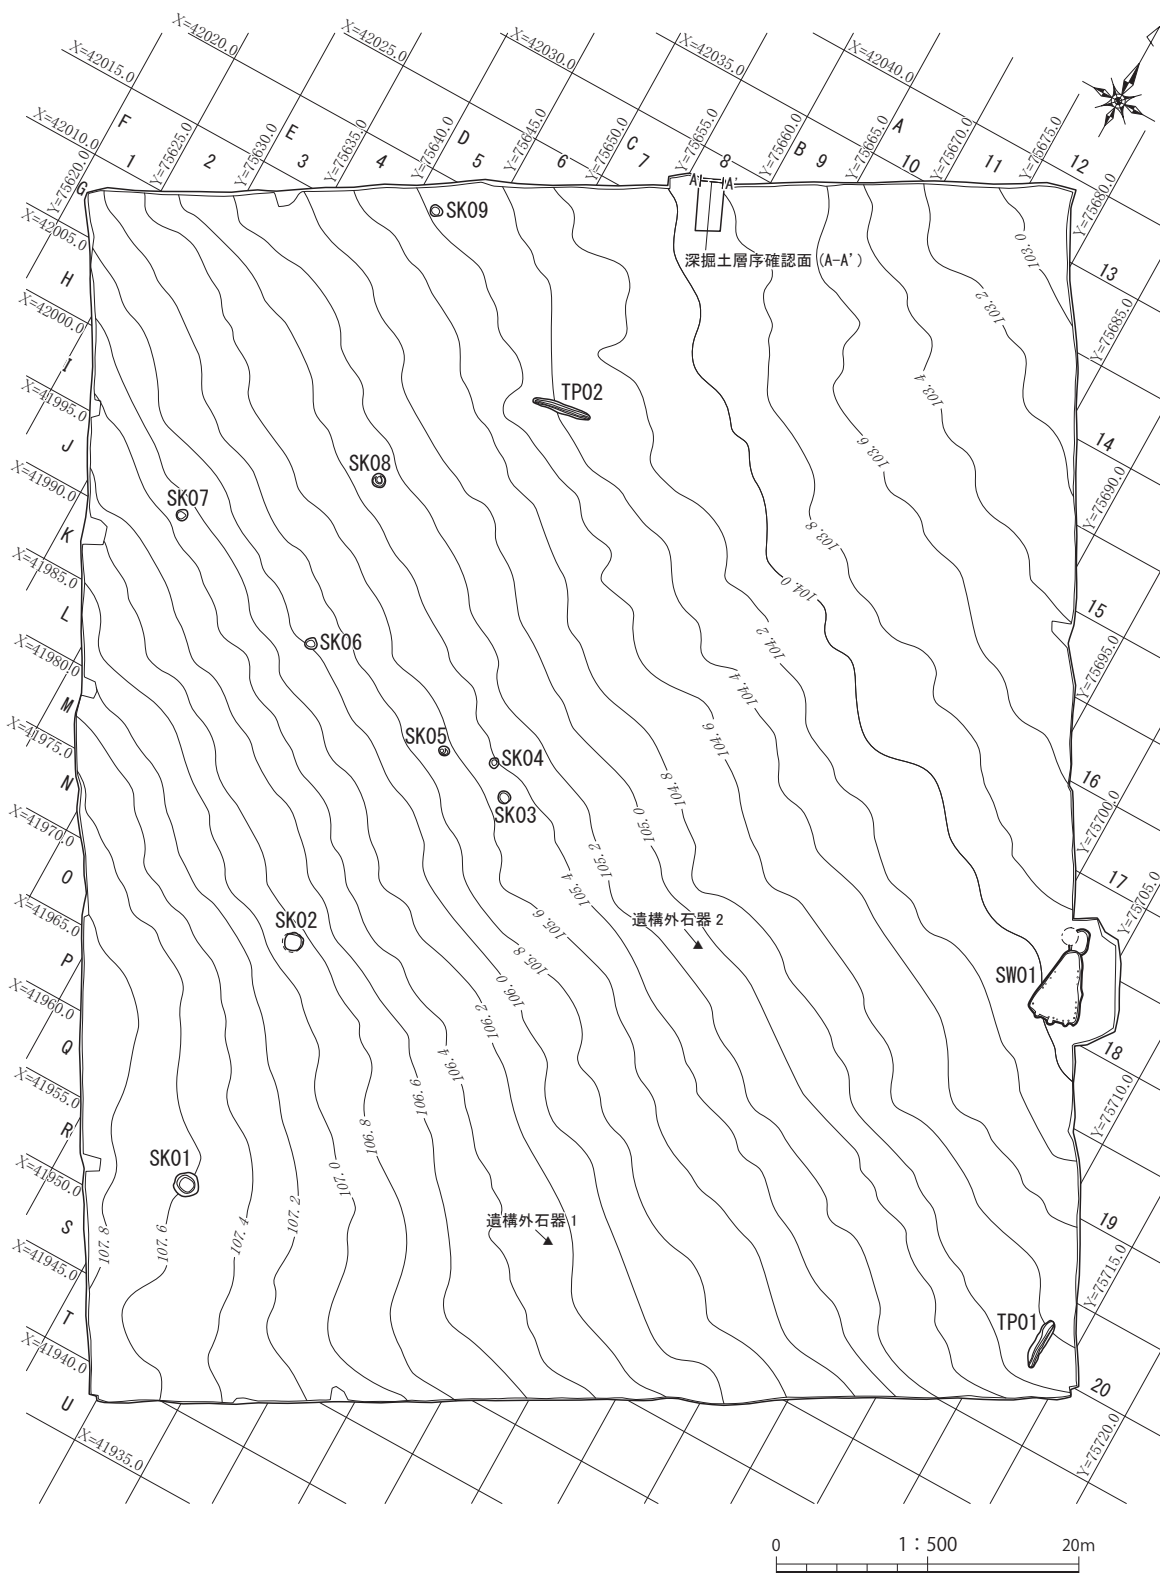 X=42010.0
X=42015.0
X=42020.0
X=42025.0
X=42030.0
X=42035.0
X=42040.0
Y=75620.0
Y=75625.0
Y=75630.0
Y=75635.0
Y=75640.0
Y=75645.0
Y=75650.0
Y=75655.0
Y=75660.0
Y=75665.0
Y=75670.0
Y=75675.0
Y=75680.0
F
E
D
C
B
A
1
2
3
4
5
6
7
8
9
10
11
12
G
X=42005.0
H
X=42000.0
I
X=41995.0
J
X=41990.0
K
X=41985.0
L
X=41980.0
M
X=41975.0
N
X=41970.0
O
X=41965.0
P
X=41960.0
Q
X=41955.0
R
X=41950.0
S
X=41945.0
T
X=41940.0
U
X=41935.0
13
Y=75685.0
14
Y=75690.0
15
Y=75695.0
16
Y=75700.0
17
Y=75705.0
18
Y=75710.0
19
Y=75715.0
20
Y=75720.0
A
A'
深掘土層序確認面 (A-A')
SK09
TP02
SK08
SK07
SK06
SK05
SK04
SK03
SK02
遺構外石器 2
SW01
SK01
遺構外石器 1
TP01
103.0
103.2
103.4
103.6
103.8
104.0
104.2
104.4
104.6
104.8
105.0
105.2
105.4
105.6
105.8
106.0
106.2
106.4
106.6
106.8
107.0
107.2
107.4
107.6
107.8
0
1：500
20m